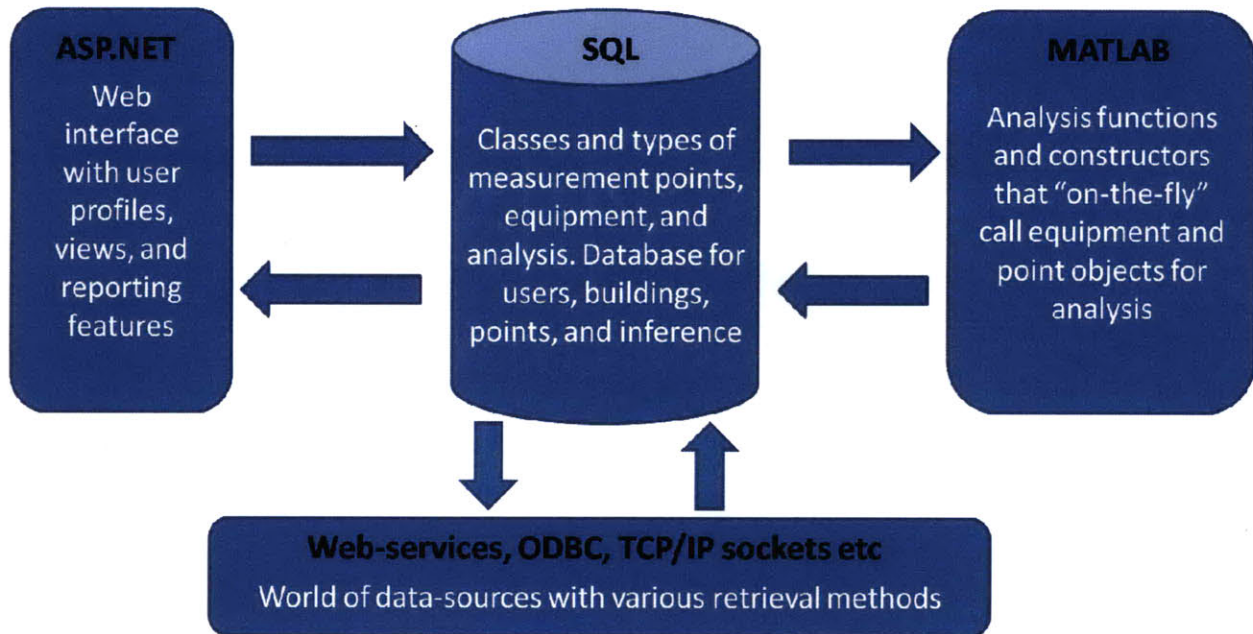 ASP.NET
Web
interface
with user
profiles,
views, and
reporting
features
SQL
Classes and types of
measurement points,
equipment, and
analysis. Database for
users, buildings,
points, and inference
MATLAB
Analysis functions
and constructors
that “on-the-fly”
call equipment and
point objects for
analysis
Web-services, ODBC, TCP/IP sockets etc
World of data-sources with various retrieval methods